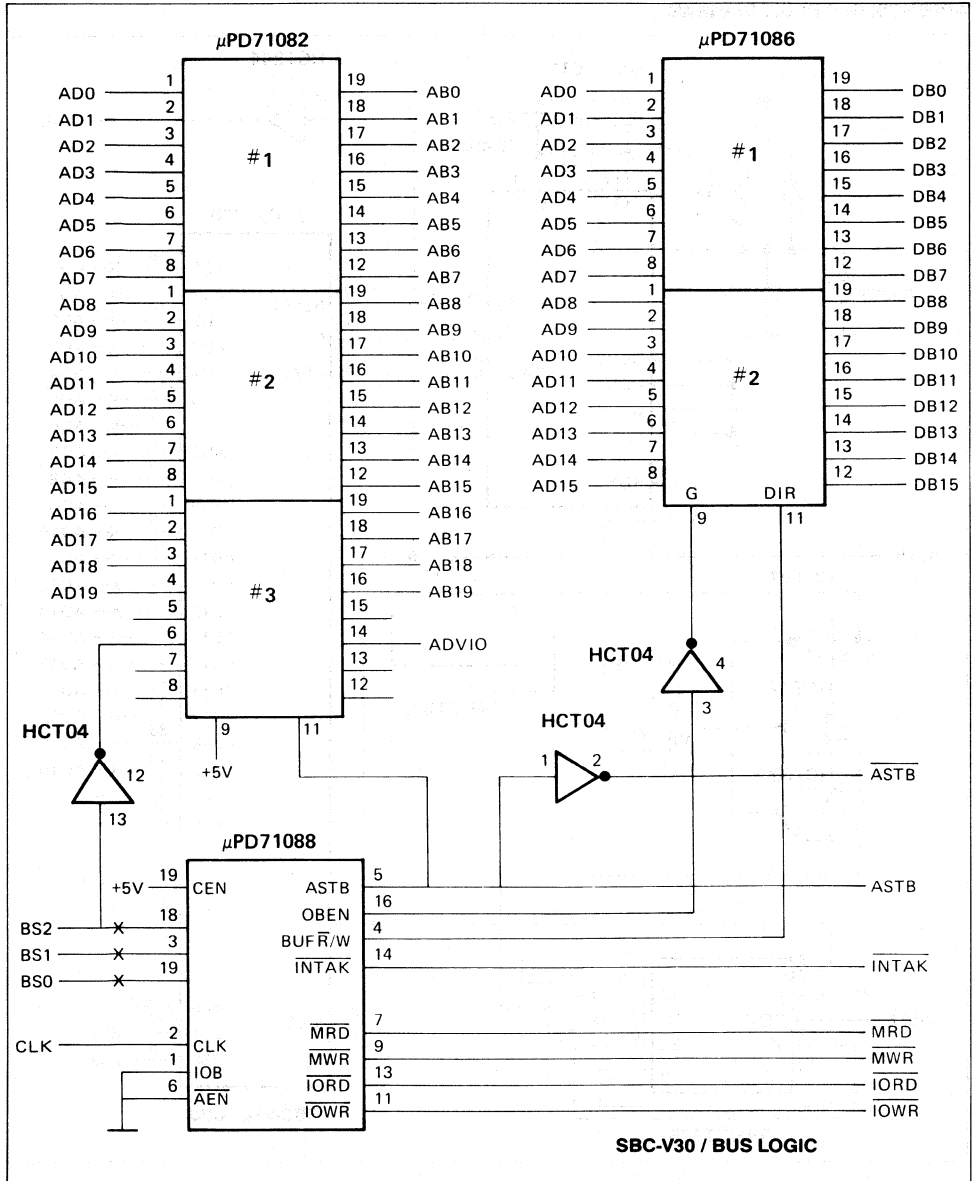 µPD71082
µPD71086
1 19
AD0 AB0
2 18
AD1 AB1
3 17
AD2 AB2
4 16
AD3 AB3
#1
5 15
AD4 AB4
6 14
AD5 AB5
7 13
AD6 AB6
8 12
AD7 AB7
1 19
AD8 AB8
2 18
AD9 AB9
3 17
AD10 AB10
4 16
AD11 AB11
#2
5 15
AD12 AB12
6 14
AD13 AB13
7 13
AD14 AB14
8 12
AD15 AB15
1 19
AD16 AB16
2 18
AD17 AB17
3 17
AD18 AB18
4 16
AD19 AB19
#3
5 15
6 14
ADVIO
7 13
8 12
9 11
+5V
1 19
AD0 DB0
2 18
AD1 DB1
3 17
AD2 DB2
4 16
AD3 DB3
#1
5 15
AD4 DB4
6 14
AD5 DB5
7 13
AD6 DB6
8 12
AD7 DB7
1 19
AD8 DB8
2 18
AD9 DB9
3 17
AD10 DB10
4 16
AD11 DB11
#2
5 15
AD12 DB12
6 14
AD13 DB13
7 13
AD14 DB14
8 12
AD15 DB15
G DIR
9 11
HCT04
4
3
HCT04
1 2
ASTB
HCT04
12
13
µPD71088
+5V 19 CEN
ASTB 5 ASTB
BS2 18
OBEN 16
BS1 3
BUFR/W 4
BS0 19
INTAK 14 INTAK
CLK 2 CLK
MRD 7 MRD
1 IOB
MWR 9 MWR
6 AEN
IORD 13 IORD
IOWR 11 IOWR
SBC-V30 / BUS LOGIC